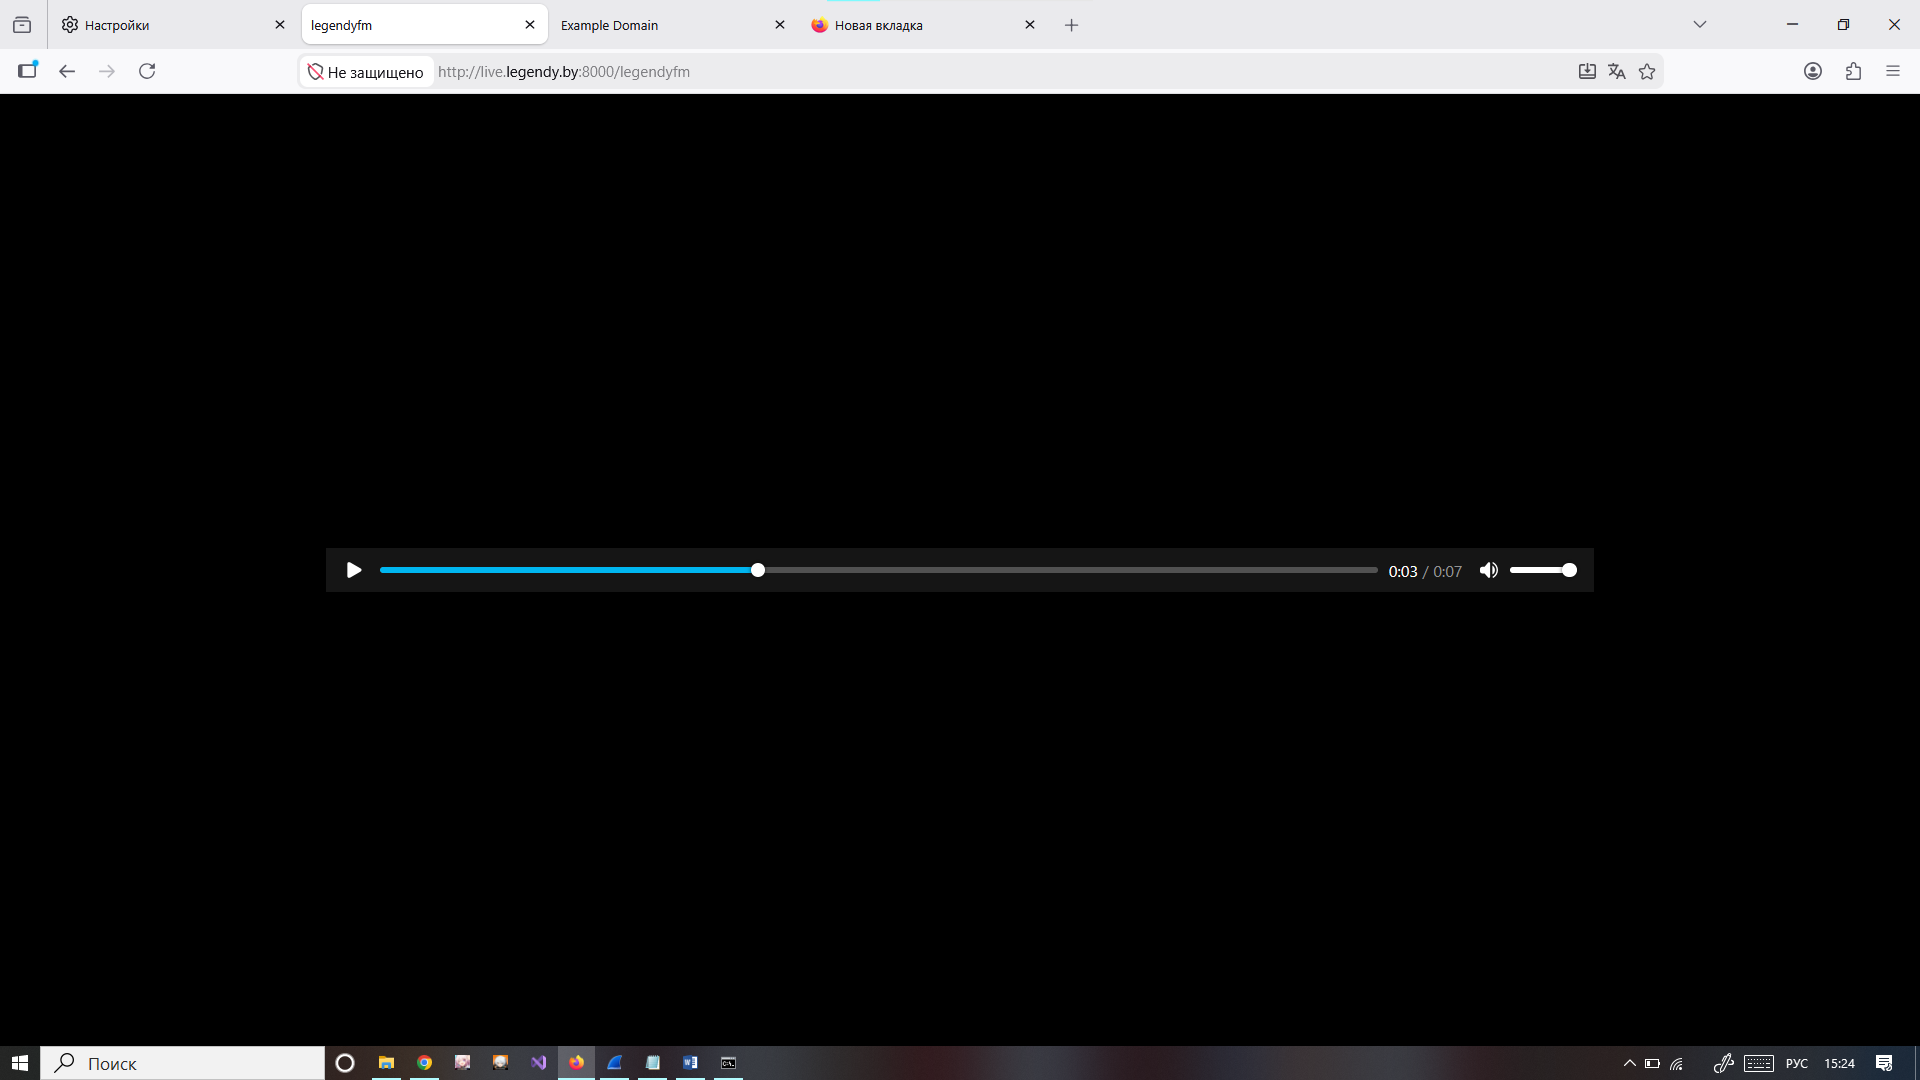 Настройки
legendyfm
Example Domain
Новая вкладка
Не защищено
http://live.legendy.by:8000/legendyfm
0:03 / 0:07
Поиск
РУС
15:24